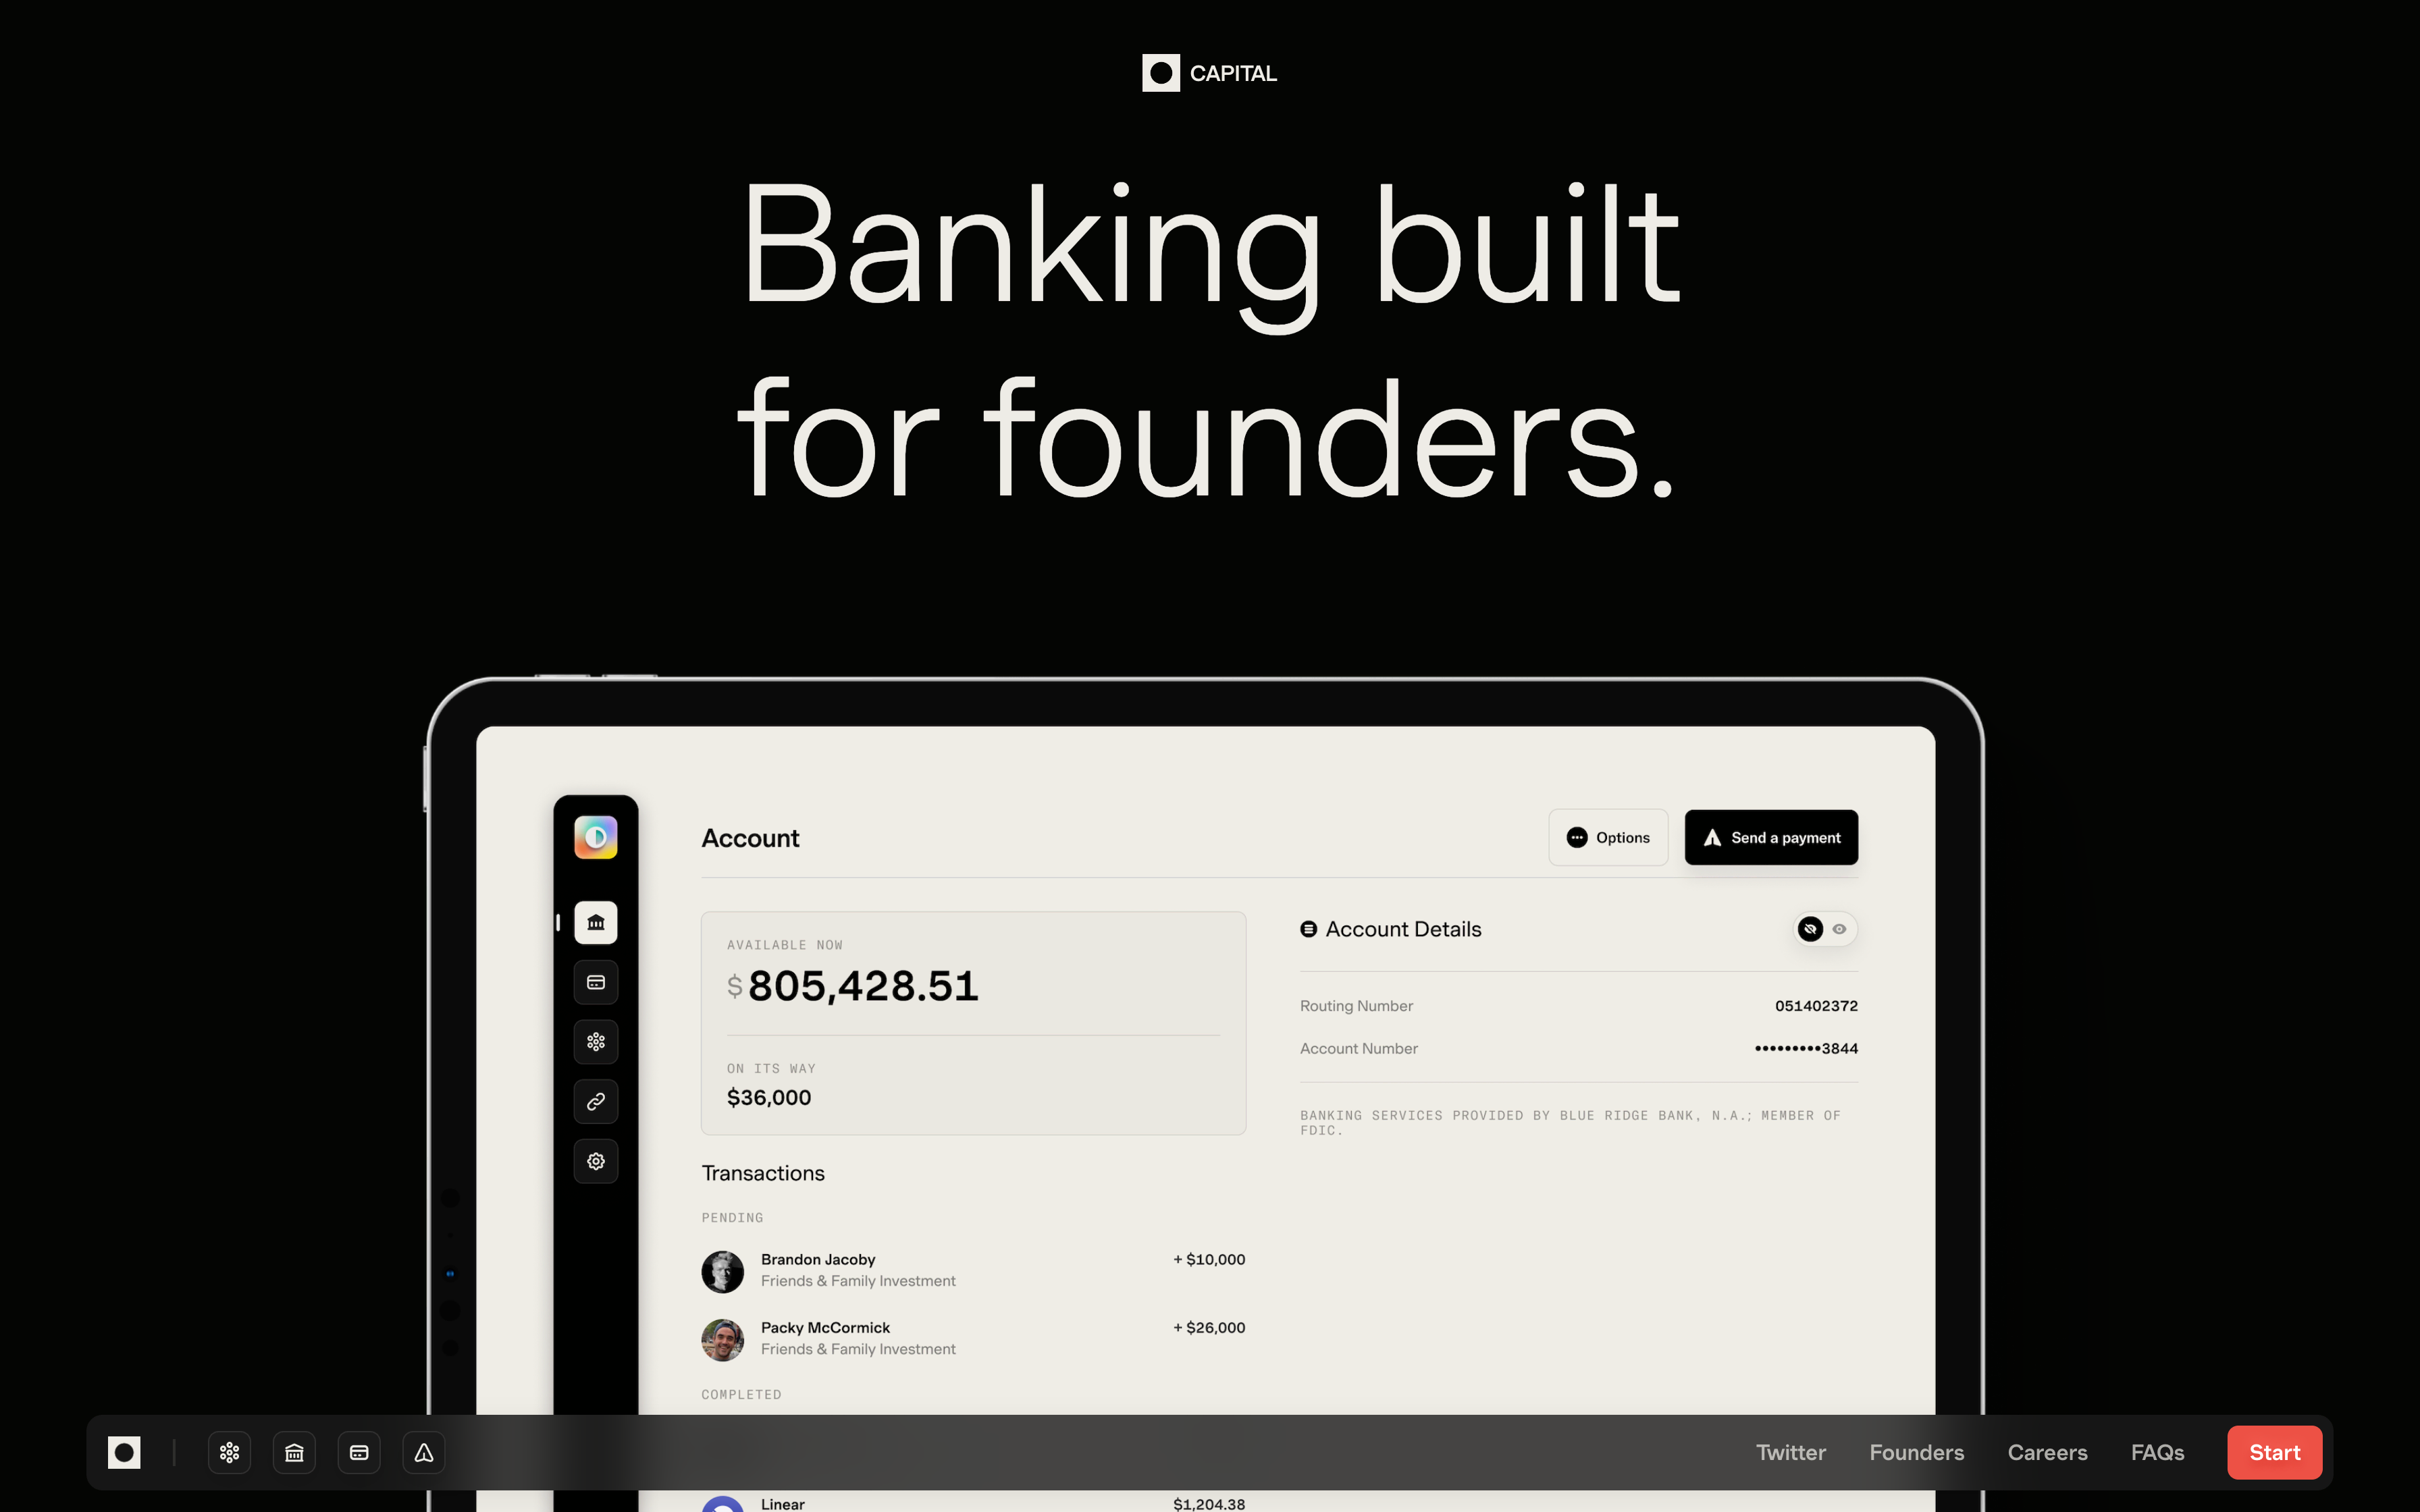 CAPITAL
Banking built
for founders.
Account
Options
Send a payment
AVAILABLE NOW
$805,428.51
ON ITS WAY
$36,000
Account Details
Routing Number
051402372
Account Number
•••••••••3844
BANKING SERVICES PROVIDED BY BLUE RIDGE BANK, N.A.; MEMBER OF
FDIC.
Transactions
PENDING
Brandon Jacoby
+ $10,000
Friends & Family Investment
Packy McCormick
+ $26,000
Friends & Family Investment
COMPLETED
Twitter
Founders
Careers
FAQs
Start
Linear
$1,204.38